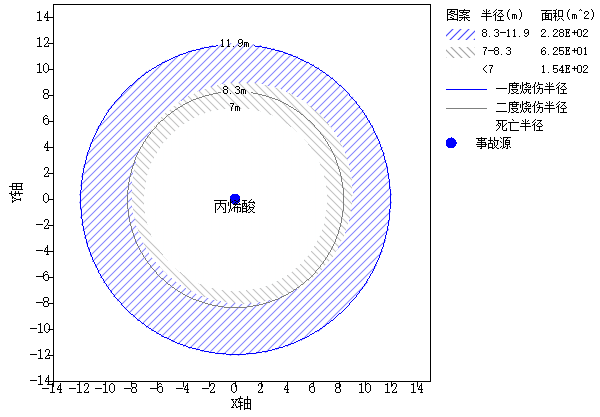 图案 半径(m) 面积(m^2)
8.3-11.9 2.28E+02
7-8.3 6.25E+01
<7 1.54E+02
一度烧伤半径
二度烧伤半径
死亡半径
事故源
11.9m
8.3m
7m
丙烯酸
Y轴
14
12
10
8
6
4
2
0
-2
-4
-6
-8
-10
-12
-14
-14 -12 -10 -8 -6 -4 -2 0 2 4 6 8 10 12 14
X轴